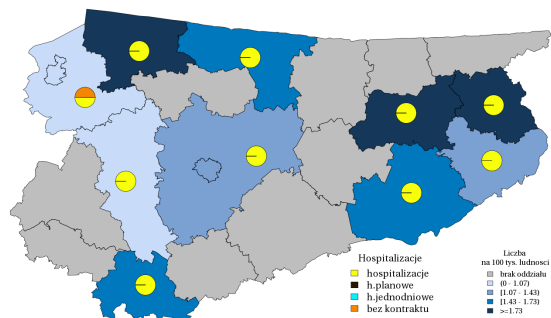 Hospitalizacje
hospitalizacje
h.planowe
h.jednodniowe
bez kontraktu
Liczba
na 100 tys. ludnosci
brak oddziału
(0 - 1.07)
[1.07 - 1.43)
[1.43 - 1.73)
>=1.73